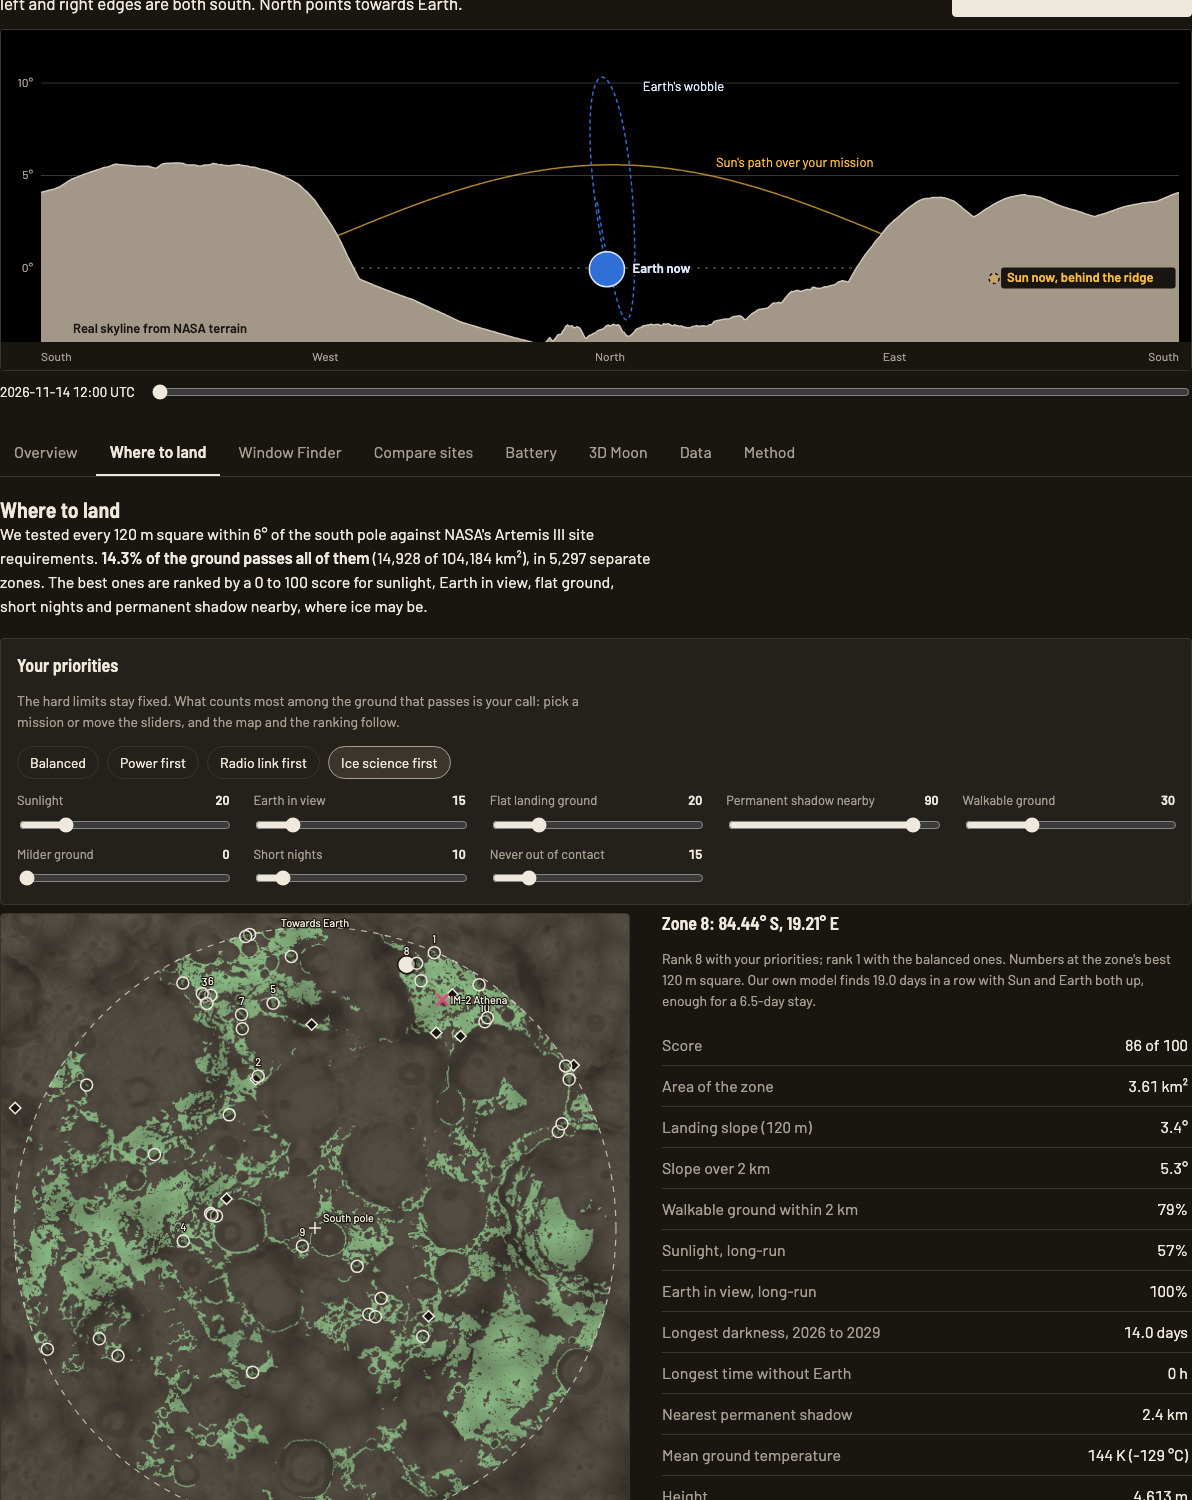 left and right edges are both south. North points towards Earth.
10°
Earth's wobble
Sun's path over your mission
5°
0°
Earth now
Sun now, behind the ridge
Real skyline from NASA terrain
South
West
North
East
South
2026-11-14 12:00 UTC
Overview
Where to land
Window Finder
Compare sites
Battery
3D Moon
Data
Method
Where to land
We tested every 120 m square within 6° of the south pole against NASA's Artemis III site
requirements. 14.3% of the ground passes all of them (14,928 of 104,184 km²), in 5,297 separate
zones. The best ones are ranked by a 0 to 100 score for sunlight, Earth in view, flat ground,
short nights and permanent shadow nearby, where ice may be.
Your priorities
The hard limits stay fixed. What counts most among the ground that passes is your call: pick a
mission or move the sliders, and the map and the ranking follow.
Balanced
Power first
Radio link first
Ice science first
Sunlight 20
Earth in view 15
Flat landing ground 20
Permanent shadow nearby 90
Walkable ground 30
Milder ground 0
Short nights 10
Never out of contact 15
Towards Earth
1
8
36
5
7
IM-2 Athena
10
2
South pole
4
9
Zone 8: 84.44° S, 19.21° E
Rank 8 with your priorities; rank 1 with the balanced ones. Numbers at the zone's best
120 m square. Our own model finds 19.0 days in a row with Sun and Earth both up,
enough for a 6.5-day stay.
Score 86 of 100
Area of the zone 3.61 km²
Landing slope (120 m) 3.4°
Slope over 2 km 5.3°
Walkable ground within 2 km 79%
Sunlight, long-run 57%
Earth in view, long-run 100%
Longest darkness, 2026 to 2029 14.0 days
Longest time without Earth 0 h
Nearest permanent shadow 2.4 km
Mean ground temperature 144 K (-129 °C)
Height 4,613 m